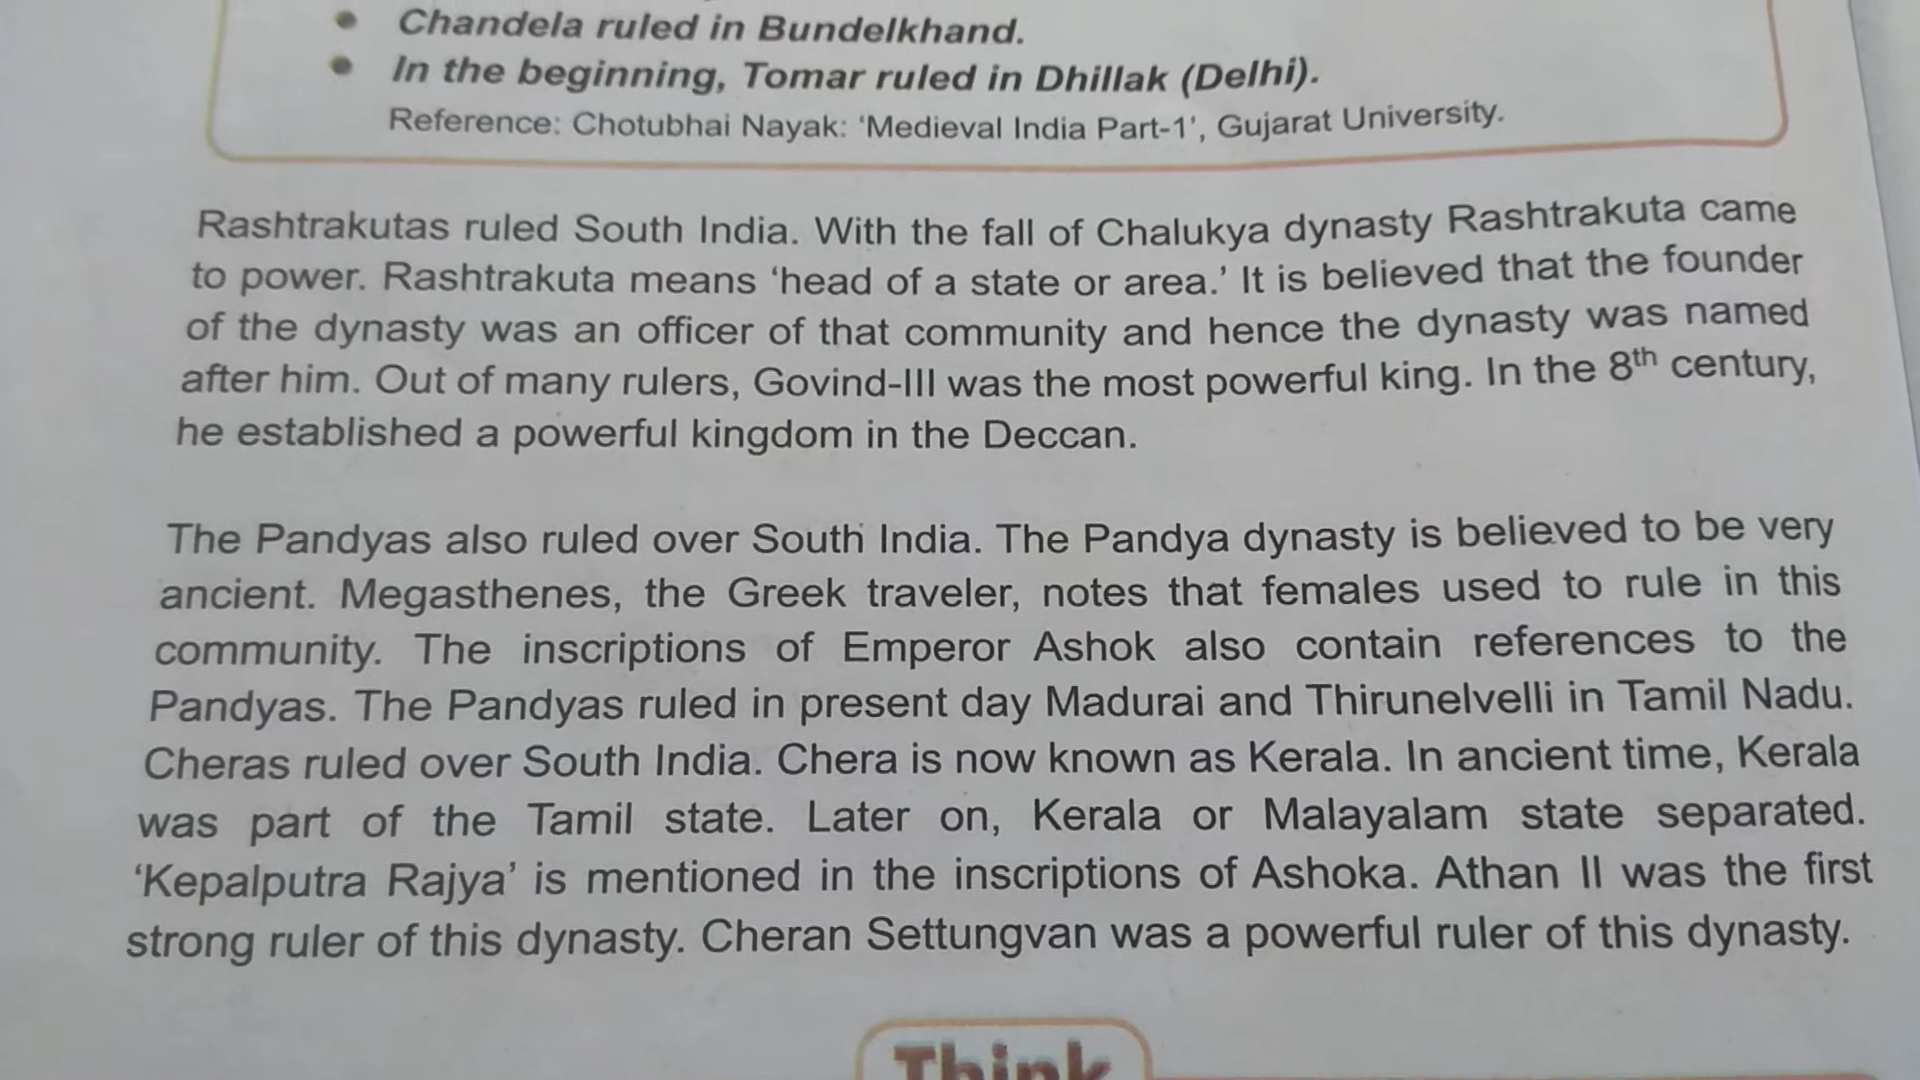 Chandela ruled in Bundelkhand.
In the beginning, Tomar ruled in Dhillak (Delhi).
Reference: Chotubhai Nayak: ‘Medieval India Part-1’, Gujarat University.
Rashtrakutas ruled South India. With the fall of Chalukya dynasty Rashtrakuta came
to power. Rashtrakuta means ‘head of a state or area.’ It is believed that the founder
of the dynasty was an officer of that community and hence the dynasty was named
after him. Out of many rulers, Govind-III was the most powerful king. In the 8th century,
he established a powerful kingdom in the Deccan.
The Pandyas also ruled over South India. The Pandya dynasty is believed to be very
ancient. Megasthenes, the Greek traveler, notes that females used to rule in this
community. The inscriptions of Emperor Ashok also contain references to the
Pandyas. The Pandyas ruled in present day Madurai and Thirunelvelli in Tamil Nadu.
Cheras ruled over South India. Chera is now known as Kerala. In ancient time, Kerala
was part of the Tamil state. Later on, Kerala or Malayalam state separated.
‘Kepalputra Rajya’ is mentioned in the inscriptions of Ashoka. Athan II was the first
strong ruler of this dynasty. Cheran Settungvan was a powerful ruler of this dynasty.
Think